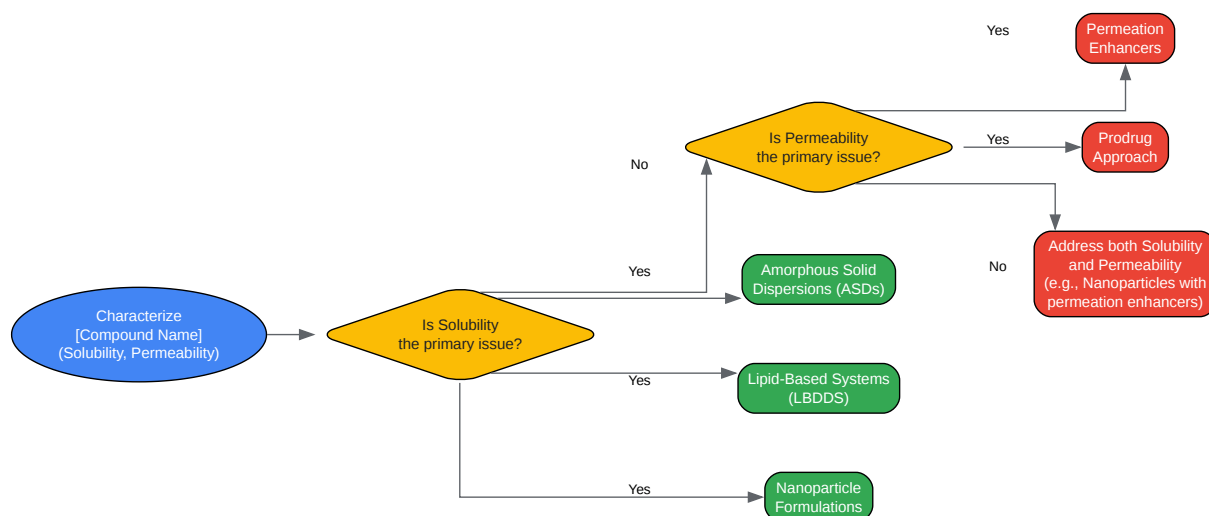 Characterize
[Compound Name]
(Solubility, Permeability)
Is Solubility
the primary issue?
No
Yes
Yes
Yes
Amorphous Solid
Dispersions (ASDs)
Lipid-Based Systems
(LBDDS)
Nanoparticle
Formulations
Is Permeability
the primary issue?
Yes
Yes
No
Permeation
Enhancers
Prodrug
Approach
Address both Solubility
and Permeability
(e.g., Nanoparticles with
permeation enhancers)